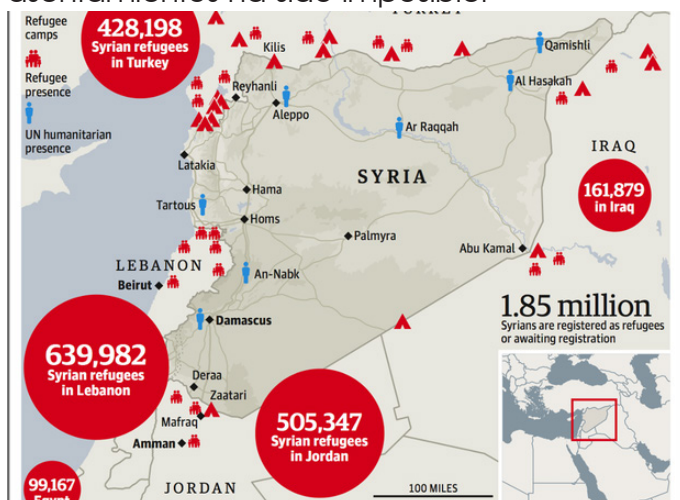 Refugee
camps
Refugee
presence
UN humanitarian
presence
428,198
Syrian refugees
in Turkey
Kilis
Reyhanli
Aleppo
Qamishli
Al Hasakah
Ar Raqqah
IRAQ
161,879
in Iraq
SYRIA
Latakia
Hama
Tartous
Homs
Palmyra
Abu Kamal
LEBANON
Beirut
An-Nabk
Damascus
1.85 million
Syrians are registered as refugees
or awaiting registration
639,982
Syrian refugees
in Lebanon
Deraa
Zaatari
Mafraq
Amman
505,347
Syrian refugees
in Jordan
99,167
Egypt
JORDAN
100 MILES